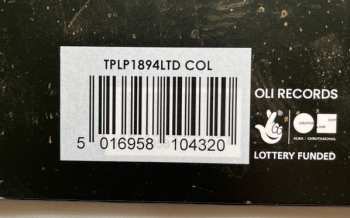 TPLP1894LTD COL
5 016958 104320
OLI RECORDS
LOTTERY FUNDED